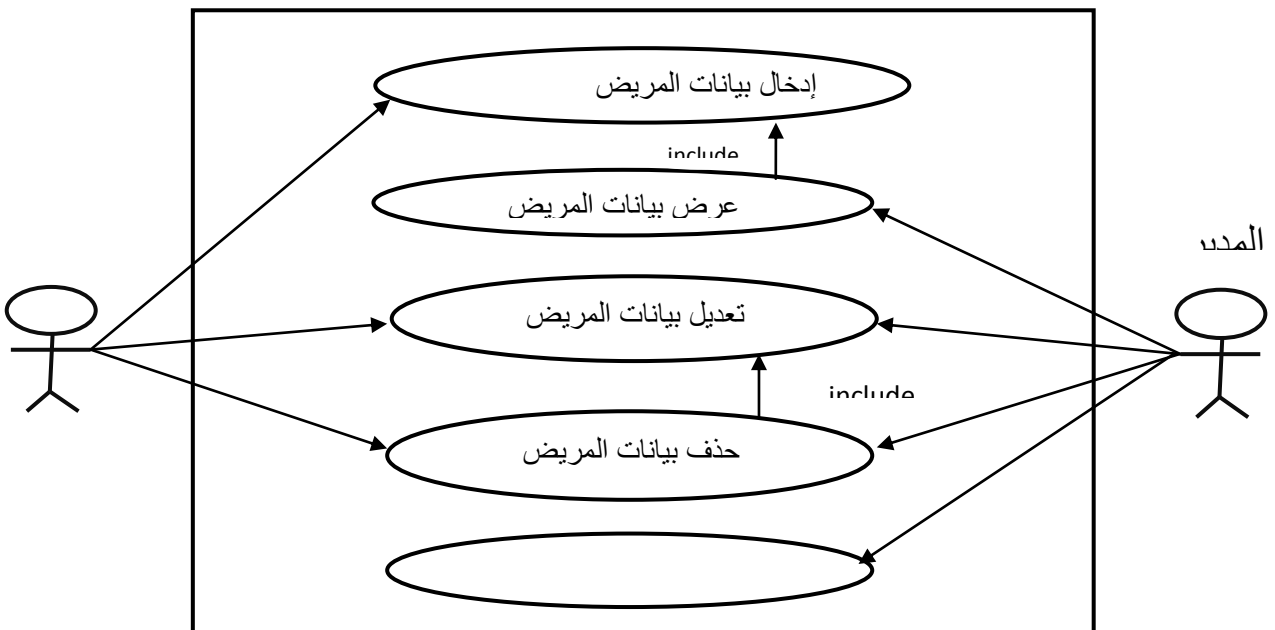 إدخال بيانات المريض
include
عرض بيانات المريض
المدير
تعديل بيانات المريض
include
حذف بيانات المريض